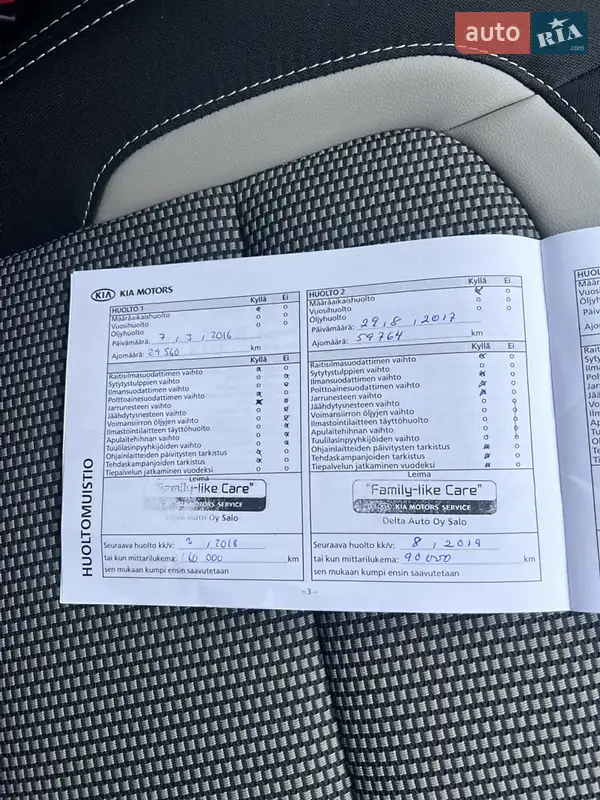 auto RIA .com
KIA KIA MOTORS
HUOLTOMUISTIO
HUOLTO 1 Kyllä Ei
Määräaikaishuolto
Vuosihuolto
Öljyhuolto
Päivämäärä: 7 , 3 , 2016
Ajomäärä: 29 560 km
Kyllä Ei
Raitisilmasuodattimen vaihto
Sytytystulppien vaihto
Ilmansuodattimen vaihto
Polttoainesuodattimen vaihto
Jarrunesteen vaihto
Jäähdytysnesteen vaihto
Voimansiirron öljyjen vaihto
Ilmastointilaitteen täyttöhuolto
Apulaitehihnan vaihto
Tuulilasinpyyhkijöiden vaihto
Ohjainlaitteiden päivitysten tarkistus
Tehdaskampanjoiden tarkistus
Tiepalvelun jatkaminen vuodeksi
Leima
"Family-like Care"
KIA MOTORS SERVICE
Delta Auto Oy Salo
Seuraava huolto kk/v: 3 , 2018
tai kun mittarilukema: 60 000 km
sen mukaan kumpi ensin saavutetaan
HUOLTO 2 Kyllä Ei
Määräaikaishuolto
Vuosihuolto
Öljyhuolto
Päivämäärä: 29 , 8 , 2017
Ajomäärä: 59764 km
Kyllä Ei
Raitisilmasuodattimen vaihto
Sytytystulppien vaihto
Ilmansuodattimen vaihto
Polttoainesuodattimen vaihto
Jarrunesteen vaihto
Jäähdytysnesteen vaihto
Voimansiirron öljyjen vaihto
Ilmastointilaitteen täyttöhuolto
Apulaitehihnan vaihto
Tuulilasinpyyhkijöiden vaihto
Ohjainlaitteiden päivitysten tarkistus
Tehdaskampanjoiden tarkistus
Tiepalvelun jatkaminen vuodeksi
Leima
"Family-like Care"
KIA KIA MOTORS SERVICE
Delta Auto Oy Salo
Seuraava huolto kk/v: 8 , 2019
tai kun mittarilukema: 90 000 km
sen mukaan kumpi ensin saavutetaan
-3-